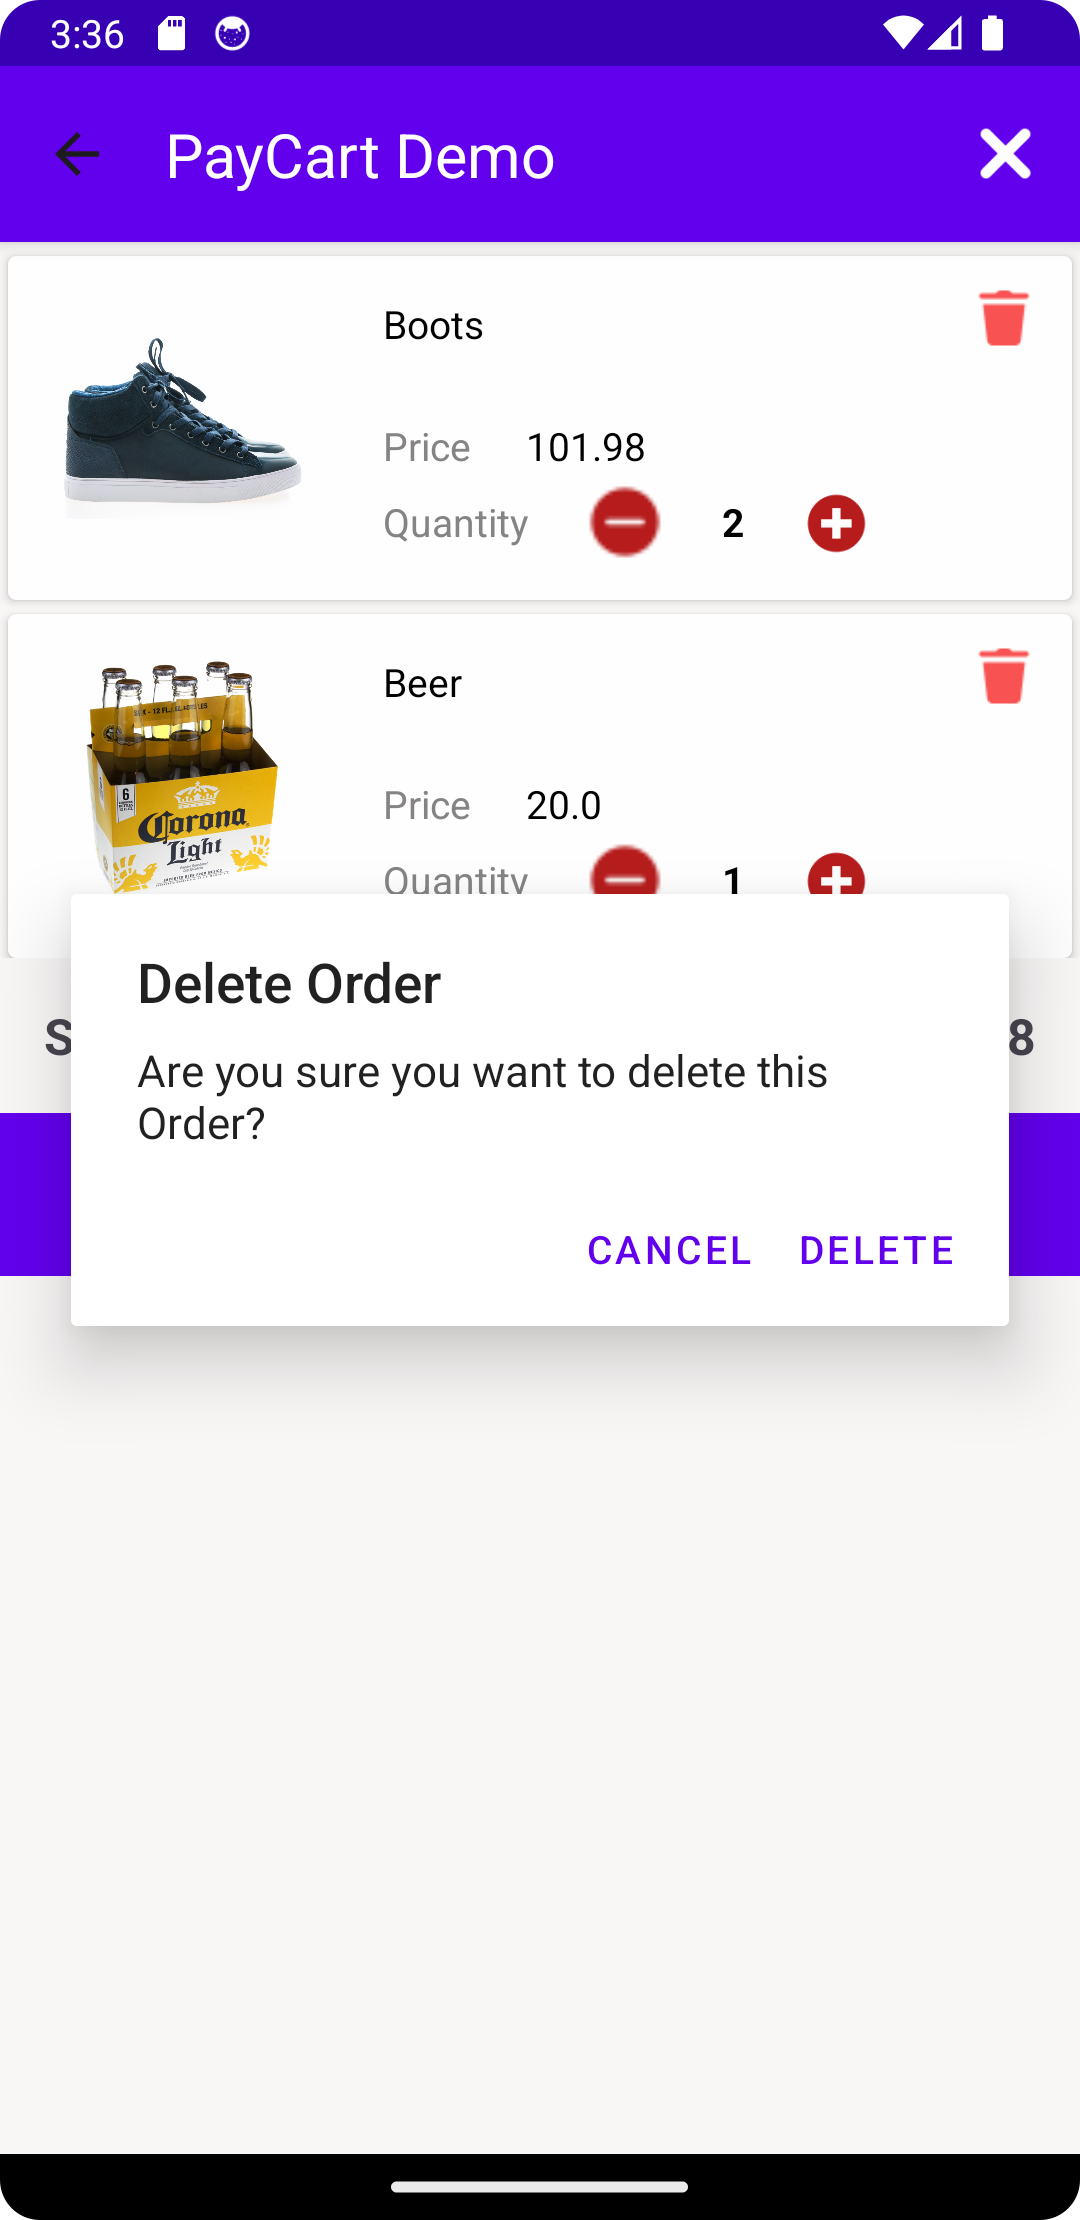 3:36
PayCart Demo
Boots
Price 101.98
Quantity 2
Beer
Price 20.0
Quantity 1
6
Corona
Light
S 8
Delete Order
Are you sure you want to delete this
Order?
CANCEL DELETE